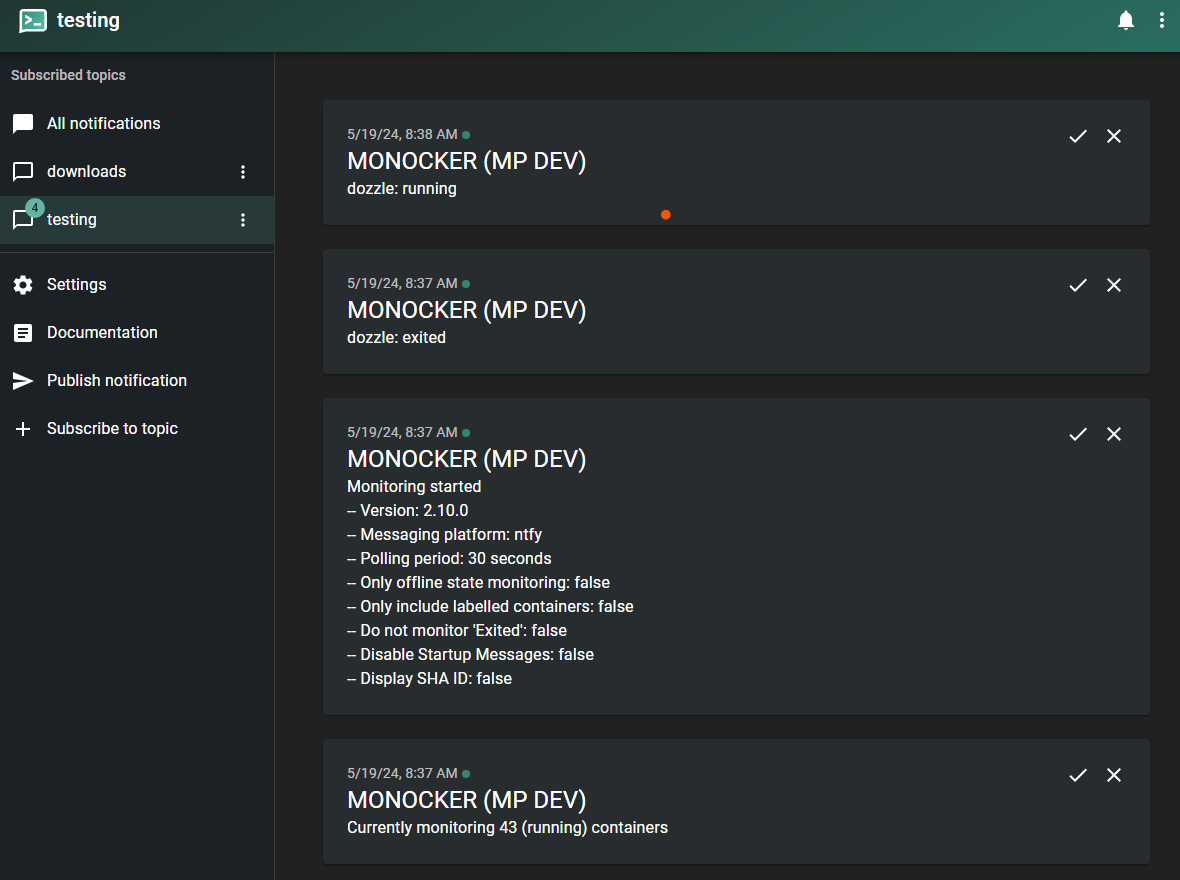 testing
Subscribed topics
All notifications
downloads
4
testing
Settings
Documentation
Publish notification
Subscribe to topic
5/19/24, 8:38 AM
MONOCKER (MP DEV)
dozzle: running
5/19/24, 8:37 AM
MONOCKER (MP DEV)
dozzle: exited
5/19/24, 8:37 AM
MONOCKER (MP DEV)
Monitoring started
-- Version: 2.10.0
-- Messaging platform: ntfy
-- Polling period: 30 seconds
-- Only offline state monitoring: false
-- Only include labelled containers: false
-- Do not monitor 'Exited': false
-- Disable Startup Messages: false
-- Display SHA ID: false
5/19/24, 8:37 AM
MONOCKER (MP DEV)
Currently monitoring 43 (running) containers